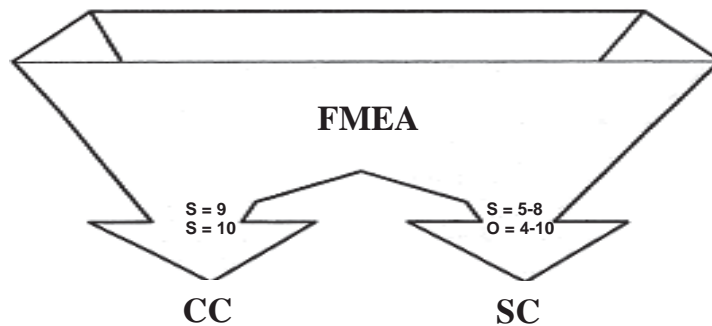 FMEA
S = 9
S = 10
S = 5-8
O = 4-10
CC
SC